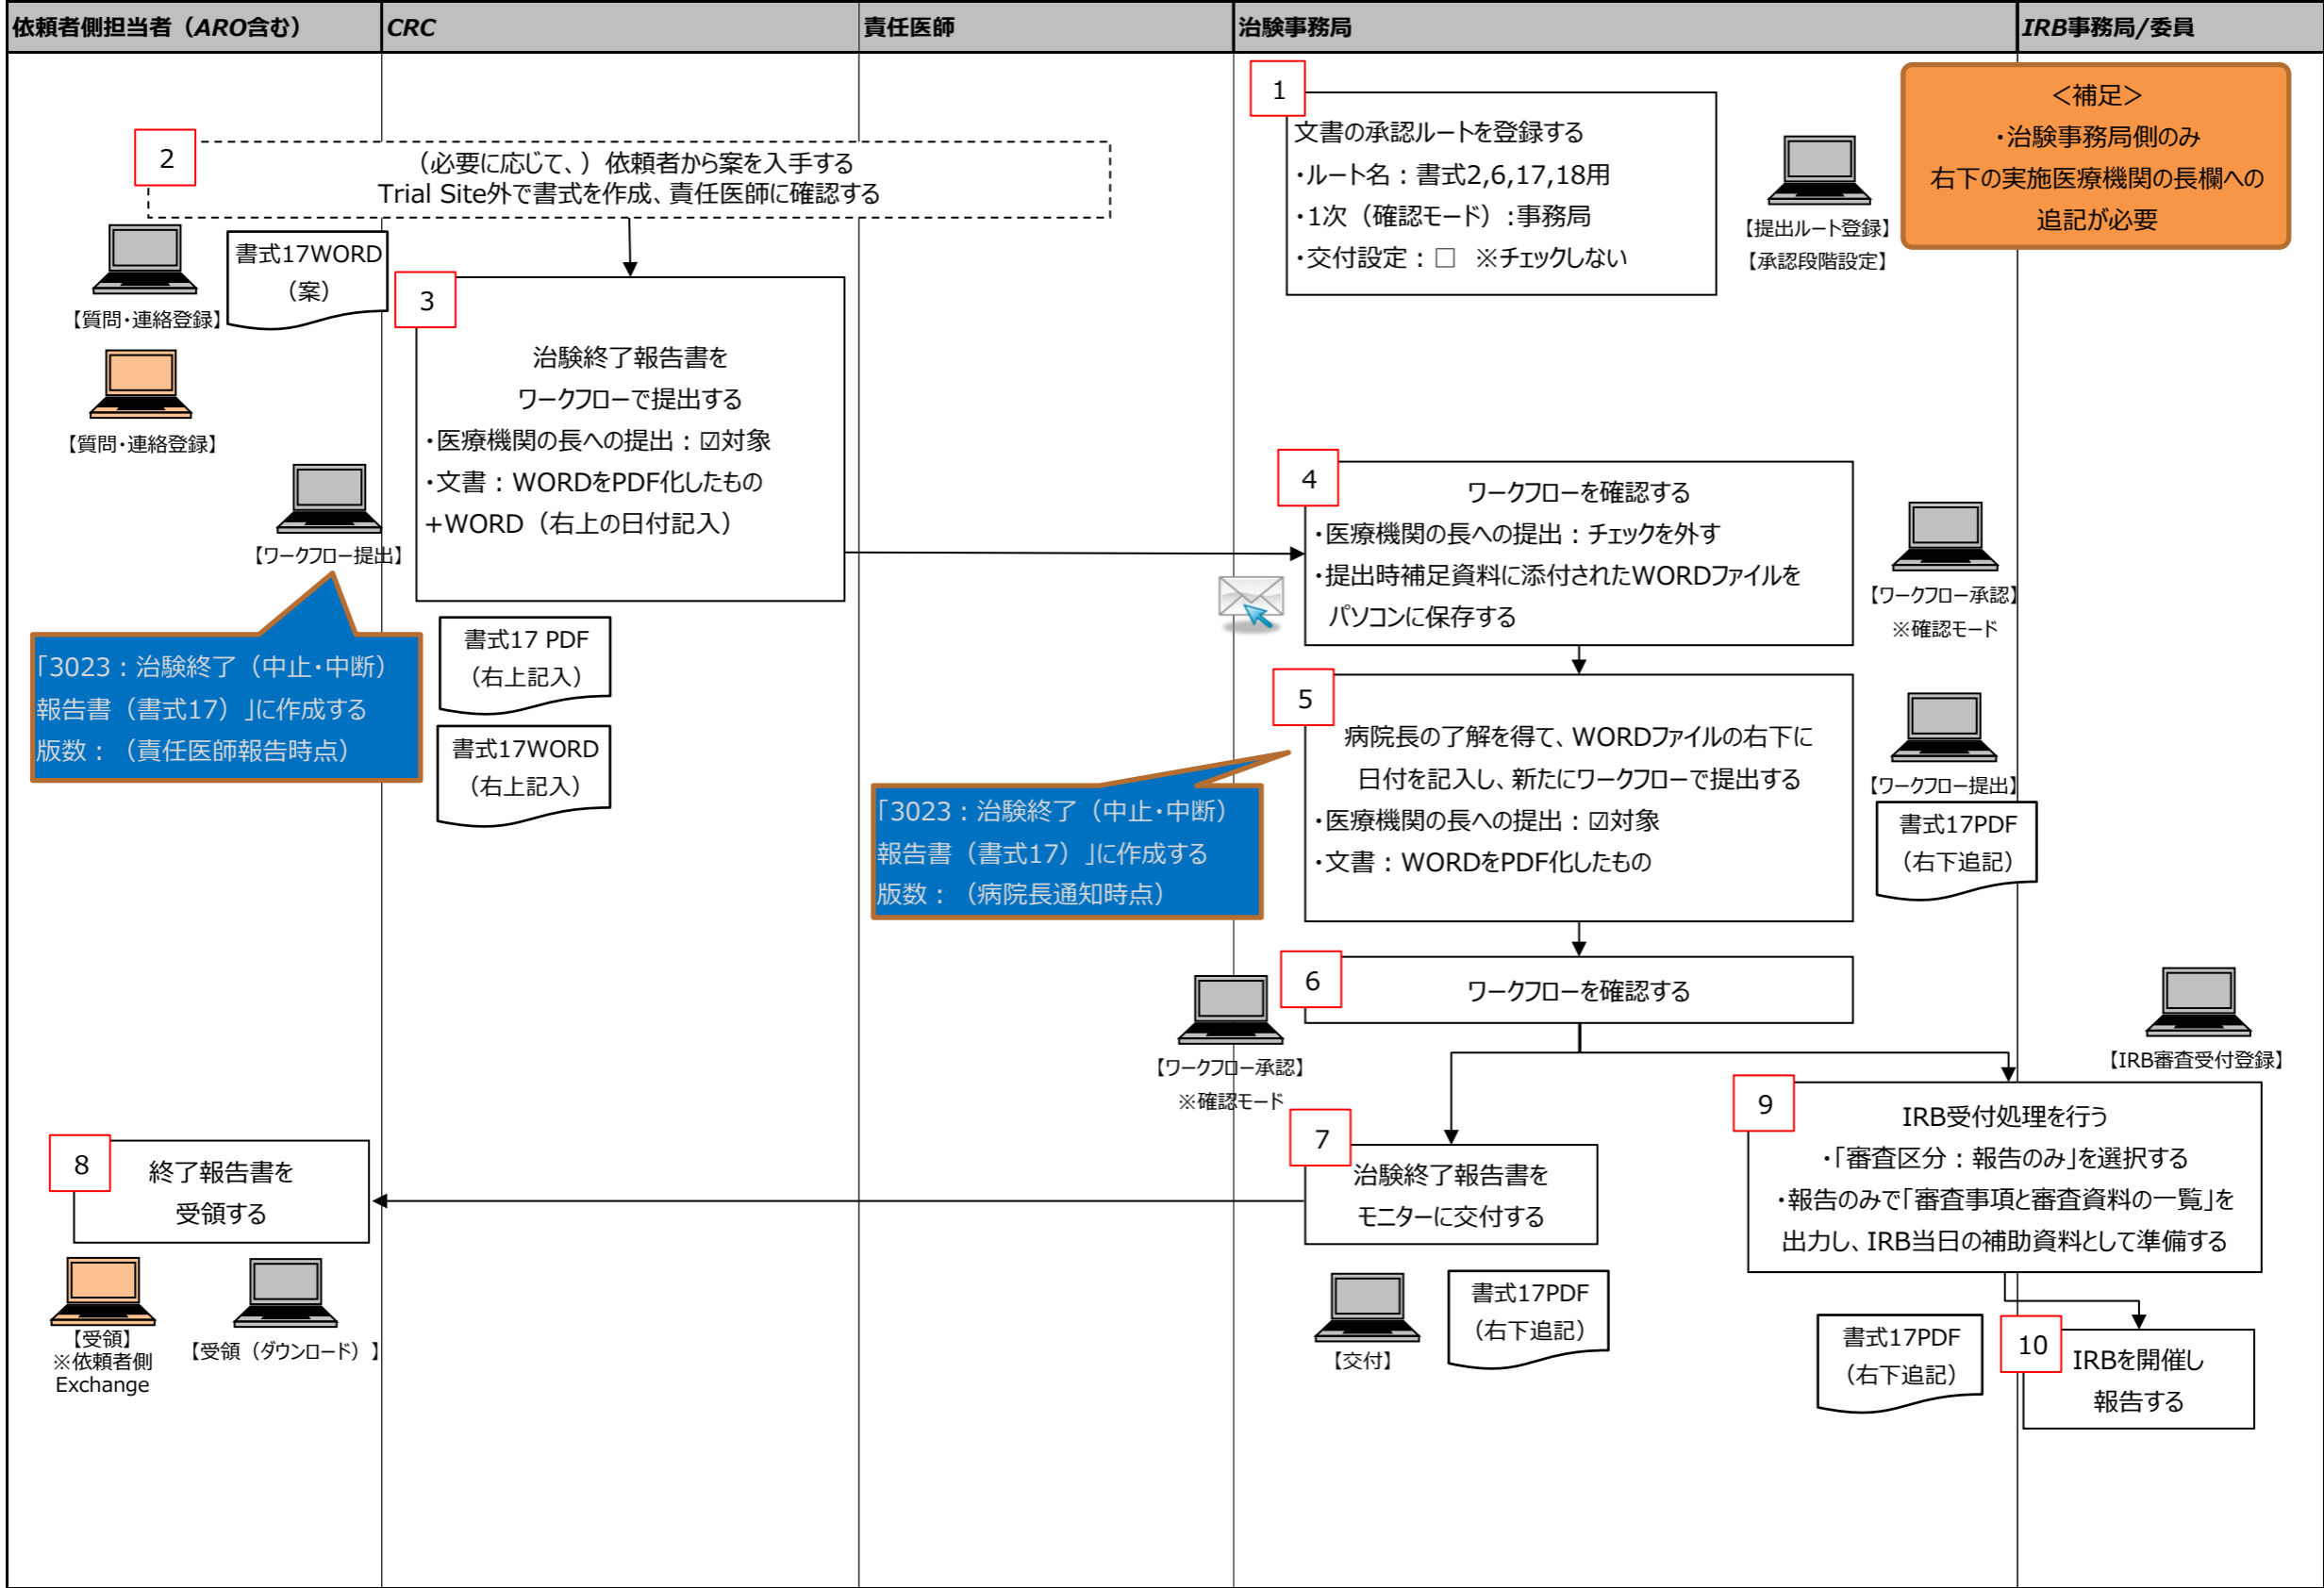 依頼者側担当者（ARO含む）
CRC
責任医師
治験事務局
IRB事務局/委員
1
文書の承認ルートを登録する
・ルート名：書式2,6,17,18用
・1次（確認モード）:事務局
・交付設定：□　※チェックしない
【提出ルート登録】
【承認段階設定】
＜補足＞
・治験事務局側のみ
右下の実施医療機関の長欄への
追記が必要
2
（必要に応じて、）依頼者から案を入手する
Trial Site外で書式を作成、責任医師に確認する
【質問・連絡登録】
書式17WORD
（案）
【質問・連絡登録】
3
治験終了報告書を
ワークフローで提出する
・医療機関の長への提出：☑対象
・文書：WORDをPDF化したもの
+WORD（右上の日付記入）
【ワークフロー提出】
「3023：治験終了（中止・中断）
報告書（書式17）」に作成する
版数：（責任医師報告時点）
書式17 PDF
（右上記入）
書式17WORD
（右上記入）
4
ワークフローを確認する
・医療機関の長への提出：チェックを外す
・提出時補足資料に添付されたWORDファイルを
パソコンに保存する
【ワークフロー承認】
※確認モード
5
病院長の了解を得て、WORDファイルの右下に
日付を記入し、新たにワークフローで提出する
・医療機関の長への提出：☑対象
・文書：WORDをPDF化したもの
【ワークフロー提出】
書式17PDF
（右下追記）
「3023：治験終了（中止・中断）
報告書（書式17）」に作成する
版数：（病院長通知時点）
6
ワークフローを確認する
【ワークフロー承認】
※確認モード
【IRB審査受付登録】
7
治験終了報告書を
モニターに交付する
【交付】
書式17PDF
（右下追記）
8
終了報告書を
受領する
【受領】
※依頼者側
Exchange
【受領（ダウンロード）】
9
IRB受付処理を行う
・「審査区分：報告のみ」を選択する
・報告のみで「審査事項と審査資料の一覧」を
出力し、IRB当日の補助資料として準備する
書式17PDF
（右下追記）
10
IRBを開催し
報告する